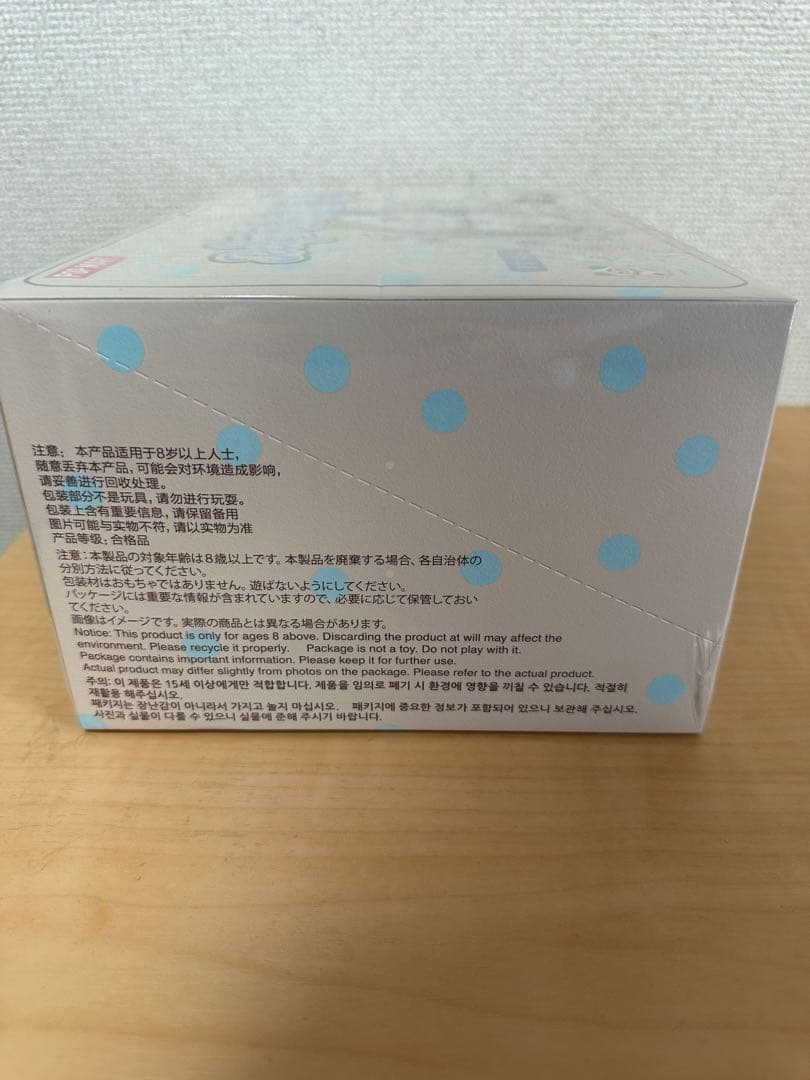 注意： 本产品适用于8岁以上人士，
随意丢弃本产品，可能会对环境造成影响，
请妥善进行回收处理。
包装部分不是玩具，请勿进行玩耍。
包装上含有重要信息，请保留备用
图片可能与实物不符，请以实物为准
产品等级：合格品
注意：本製品の対象年齢は8歳以上です。本製品を廃棄する場合、各自治体の
分別方法に従ってください。
包装材はおもちゃではありません。遊ばないようにしてください。
パッケージには重要な情報が含まれていますので、必要に応じて保管しておい
てください。
画像はイメージです。実際の商品とは異なる場合があります。
Notice: This product is only for ages 8 above. Discarding the product at will may affect the
environment. Please recycle it properly. Package is not a toy. Do not play with it.
Package contains important information. Please keep it for further use.
Actual product may differ slightly from photos on the package. Please refer to the actual product.
주의: 이 제품은 15세 이상에게만 적합합니다. 제품을 임의로 폐기 시 환경에 영향을 끼칠 수 있습니다. 적절히
재활용 해주십시오.
패키지는 장난감이 아니라서 가지고 놀지 마십시오. 패키지에 중요한 정보가 포함되어 있으니 보관해 주십시오.
사진과 실물이 다를 수 있으니 실물에 준해 주시기 바랍니다.